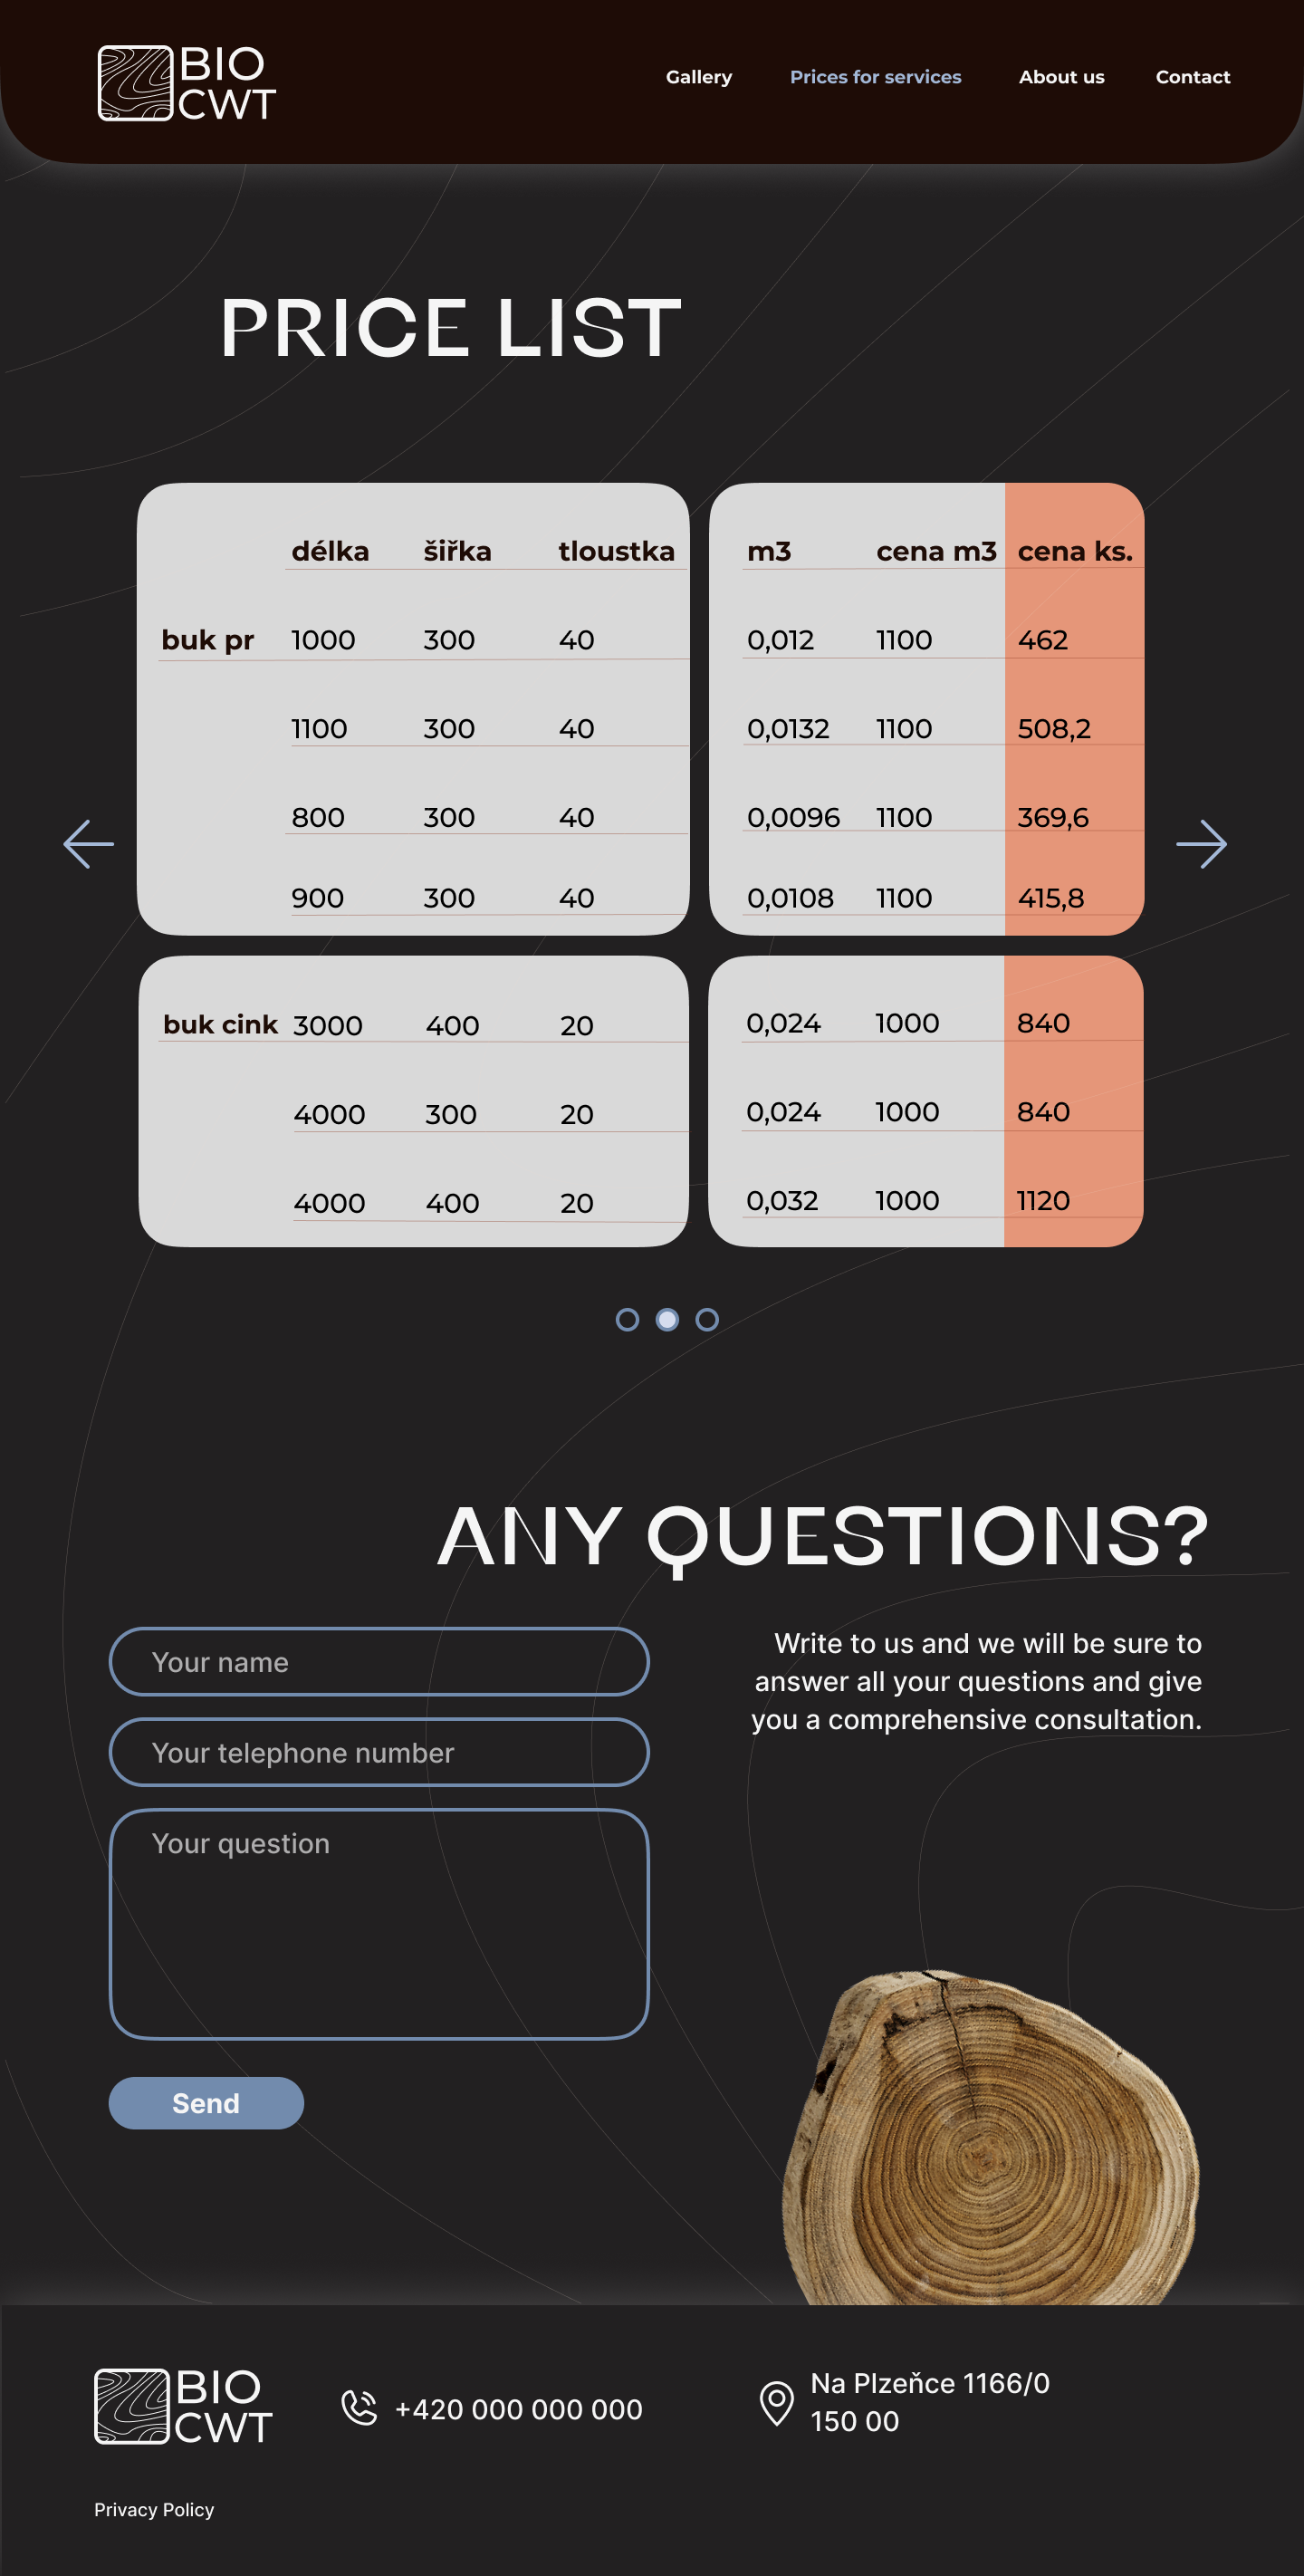 BIO
CWT
Gallery Prices for services About us Contact
PRICE LIST
délka šiřka tloustka m3 cena m3 cena ks.
buk pr 1000 300 40 0,012 1100 462
1100 300 40 0,0132 1100 508,2
800 300 40 0,0096 1100 369,6
900 300 40 0,0108 1100 415,8
buk cink 3000 400 20 0,024 1000 840
4000 300 20 0,024 1000 840
4000 400 20 0,032 1000 1120
ANY QUESTIONS?
Your name
Your telephone number
Your question
Send
Write to us and we will be sure to
answer all your questions and give
you a comprehensive consultation.
BIO
CWT
+420 000 000 000
Na Plzeňce 1166/0
150 00
Privacy Policy